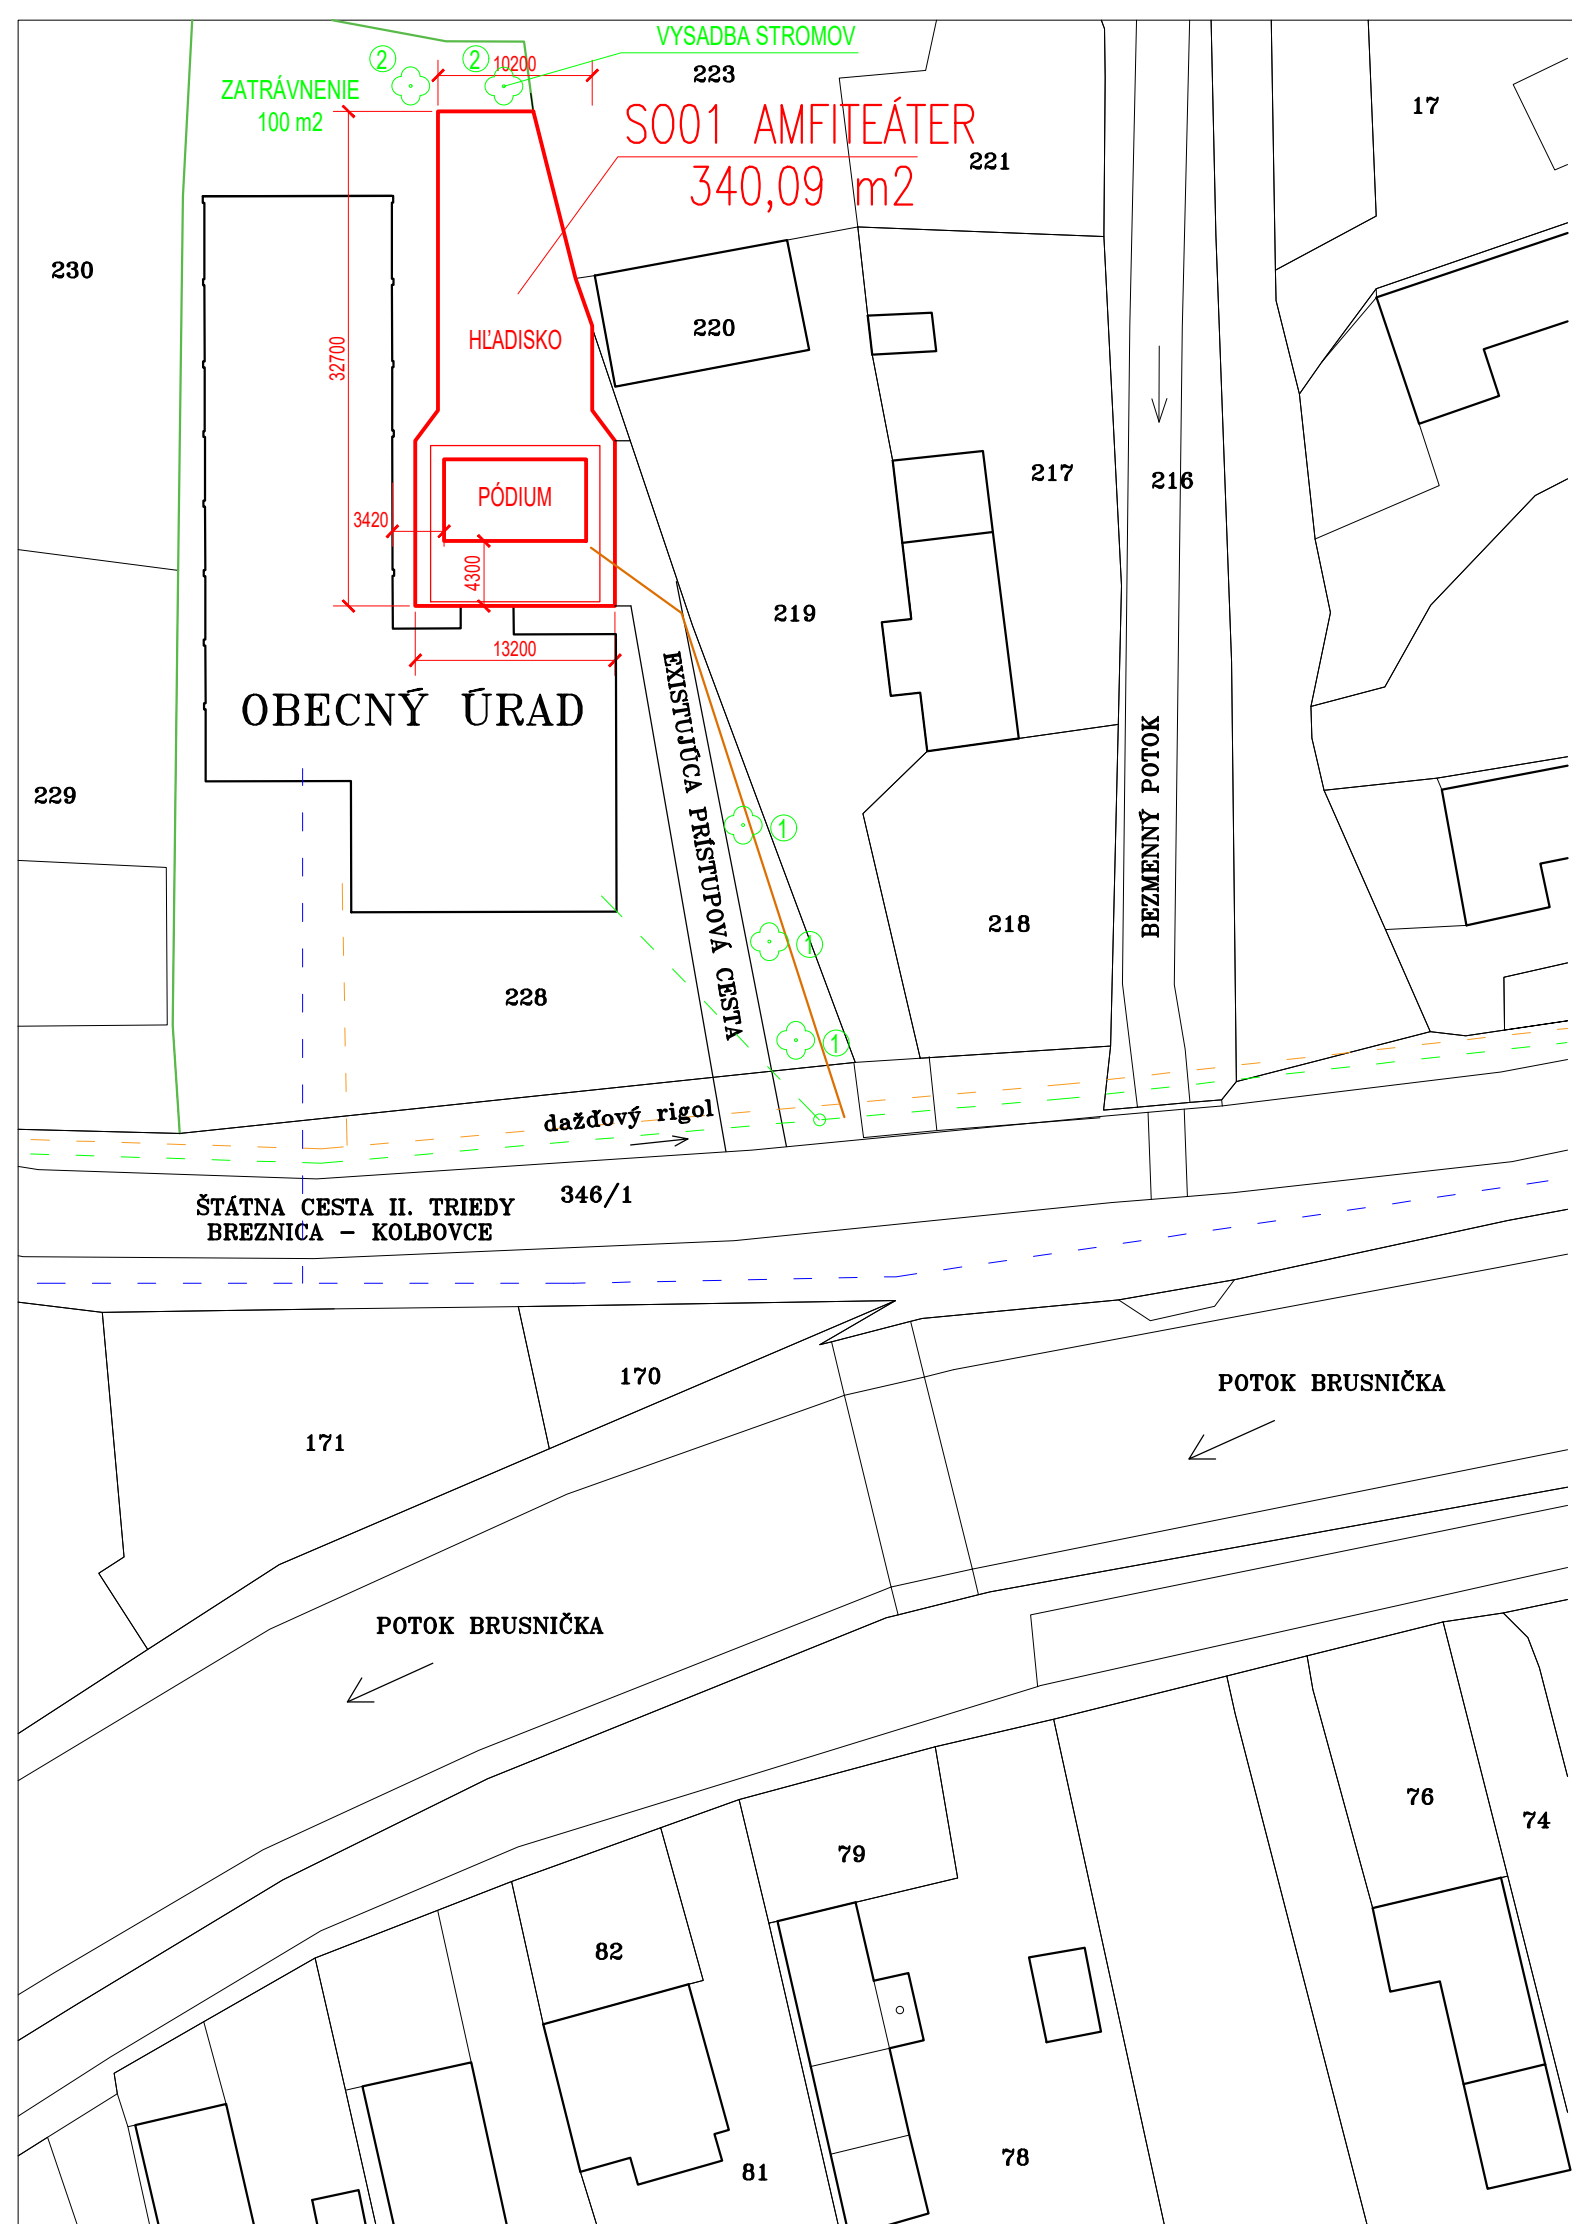 VYSADBA STROMOV
2
2
10200
ZATRÁVNENIE
100 m2
223
17
SO01 AMFITEÁTER
340,09 m2
221
230
220
HĽADISKO
32700
217
216
PÓDIUM
3420
4300
219
13200
OBECNÝ ÚRAD
EXISTUJÚCA PRÍSTUPOVÁ CESTA
BEZMENNÝ POTOK
229
1
218
1
228
1
dažďový rigol
346/1
ŠTÁTNA CESTA II. TRIEDY
BREZNICA – KOLBOVCE
170
POTOK BRUSNIČKA
171
POTOK BRUSNIČKA
76
74
79
82
78
81